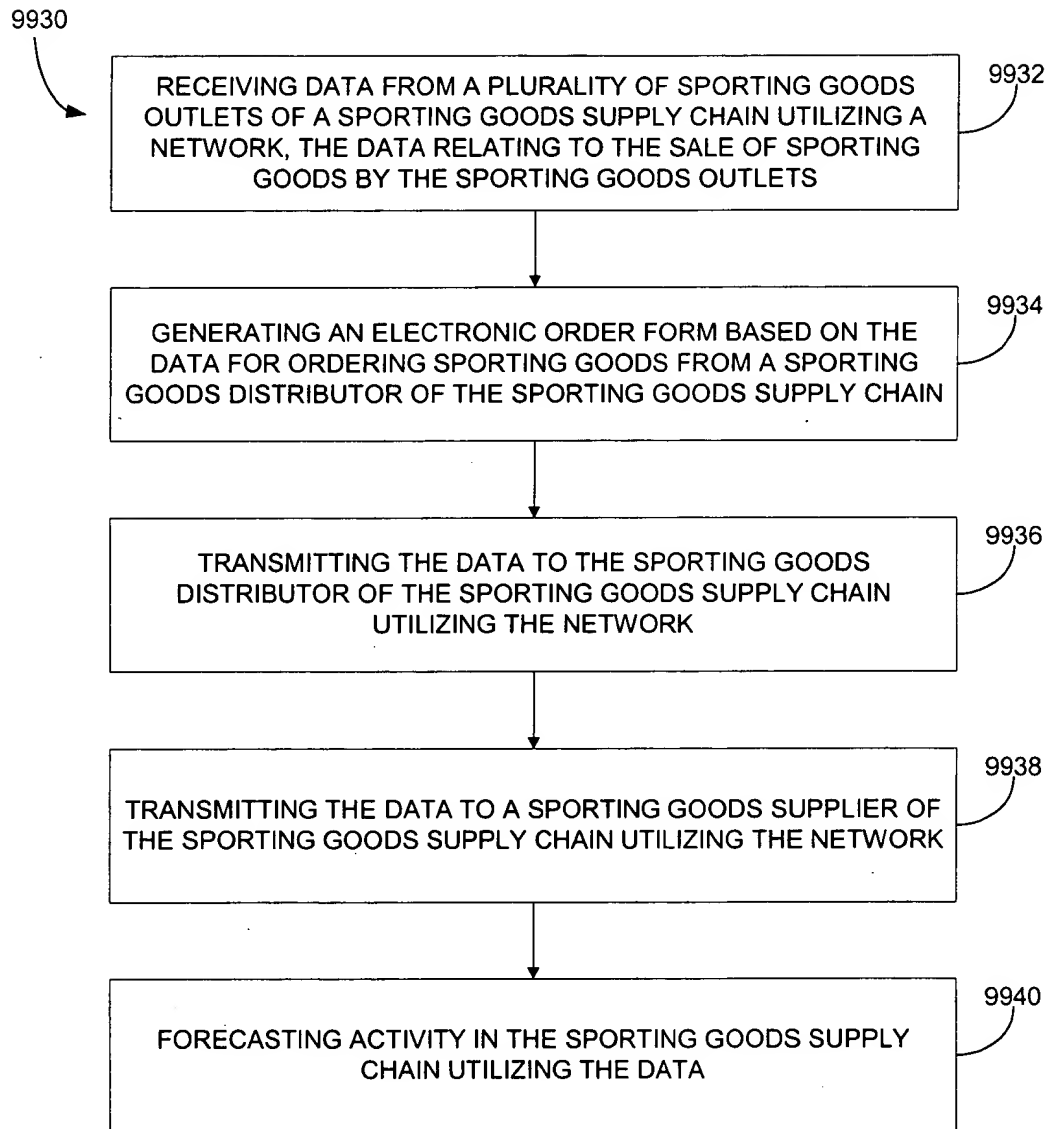 9930
RECEIVING DATA FROM A PLURALITY OF SPORTING GOODS
OUTLETS OF A SPORTING GOODS SUPPLY CHAIN UTILIZING A
NETWORK, THE DATA RELATING TO THE SALE OF SPORTING
GOODS BY THE SPORTING GOODS OUTLETS
9932
GENERATING AN ELECTRONIC ORDER FORM BASED ON THE
DATA FOR ORDERING SPORTING GOODS FROM A SPORTING
GOODS DISTRIBUTOR OF THE SPORTING GOODS SUPPLY CHAIN
9934
TRANSMITTING THE DATA TO THE SPORTING GOODS
DISTRIBUTOR OF THE SPORTING GOODS SUPPLY CHAIN
UTILIZING THE NETWORK
9936
TRANSMITTING THE DATA TO A SPORTING GOODS SUPPLIER OF
THE SPORTING GOODS SUPPLY CHAIN UTILIZING THE NETWORK
9938
FORECASTING ACTIVITY IN THE SPORTING GOODS SUPPLY
CHAIN UTILIZING THE DATA
9940